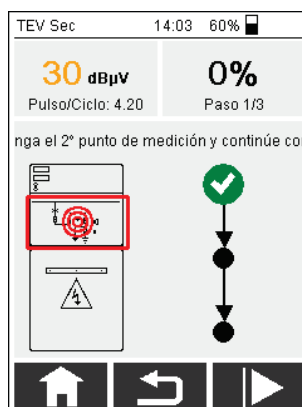 TEV Sec 14:03 60%
30 dBµV 0%
Pulso/Ciclo: 4.20 Paso 1/3
nga el 2º punto de medición y continúe co